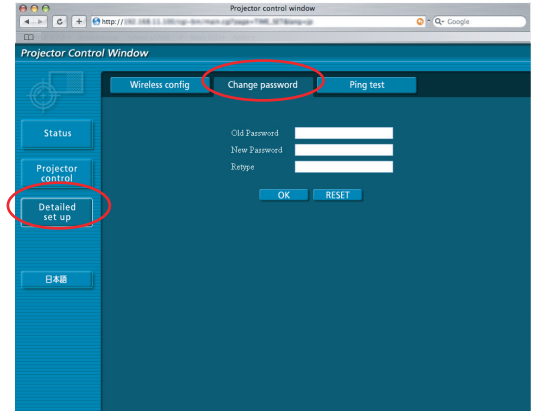 Projector control window
http://
Google
Projector Control Window
Wireless config
Change password
Ping test
Status
Projector
control
Detailed
set up
日本語
Old Password
New Password
Retype
OK
RESET